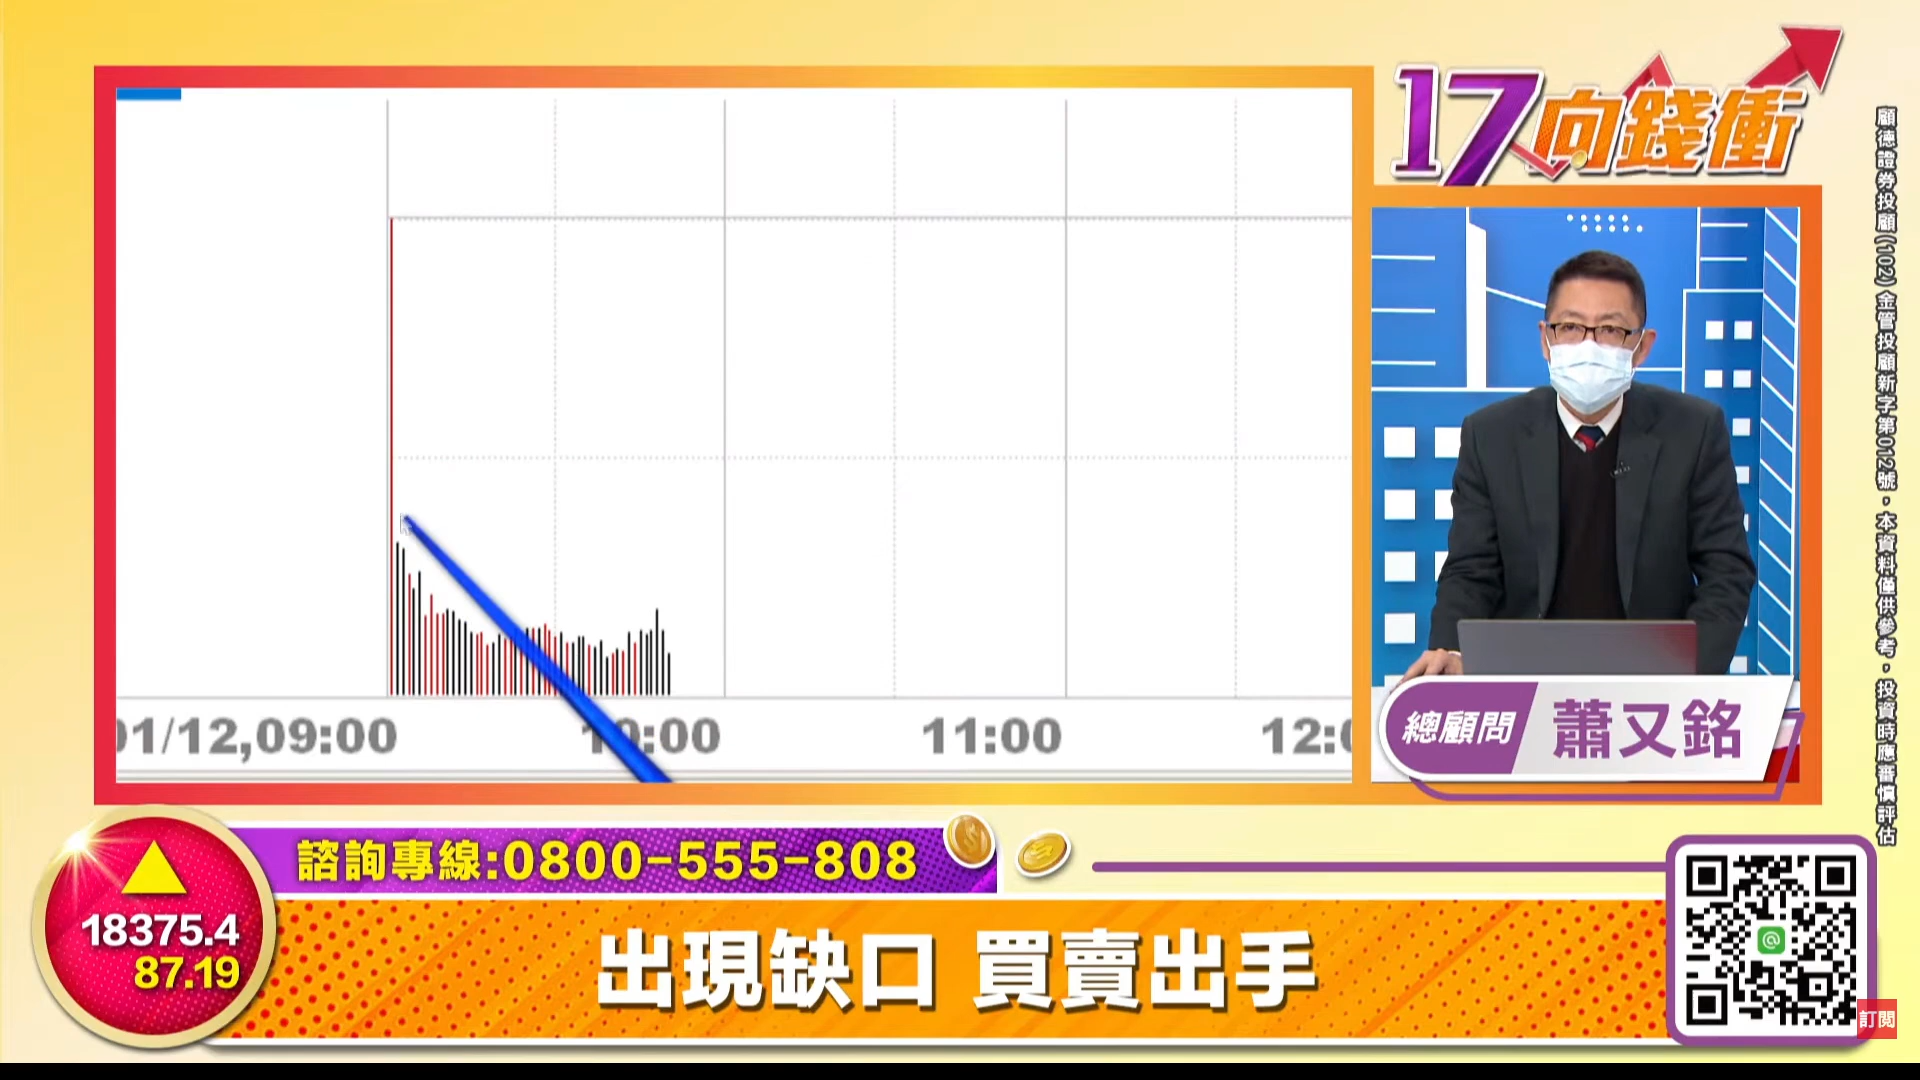 17向錢衝
顧德證券投顧(102)金管投顧新字第012號，本資料僅供參考，投資時應審慎評估
01/12,09:00
10:00
11:00
總顧問 蕭又銘
諮詢專線:0800-555-808
18375.4
87.19
出現缺口 買賣出手
訂閱